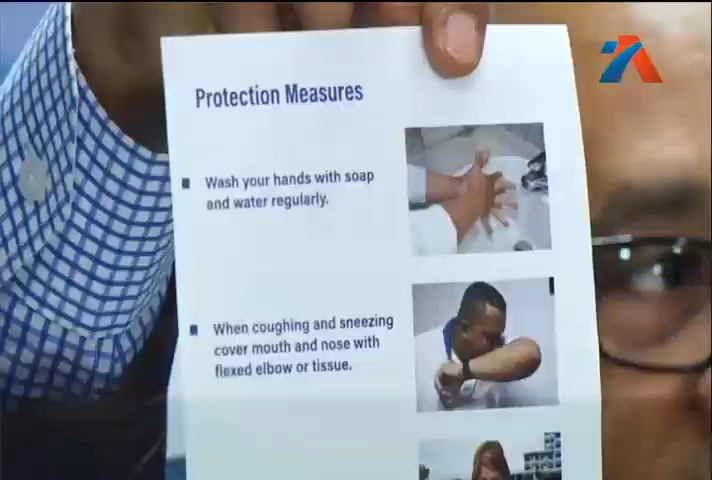 Protection Measures
Wash your hands with soap
and water regularly.
When coughing and sneezing
cover mouth and nose with
flexed elbow or tissue.